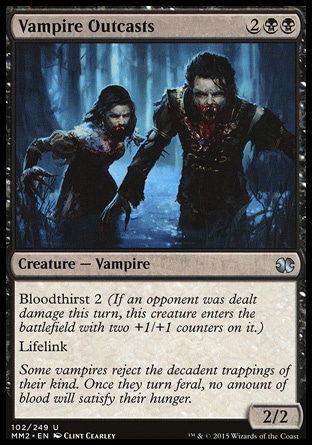 Vampire Outcasts 2
Creature — Vampire
Bloodthirst 2 (If an opponent was dealt
damage this turn, this creature enters the
battlefield with two +1/+1 counters on it.)
Lifelink
Some vampires reject the decadent trappings of
their kind. Once they turn feral, no amount of
blood will satisfy their hunger.
2/2
102/249 U
MM2 • EN Clint Cearley
™ & © 2015 Wizards of the Coast